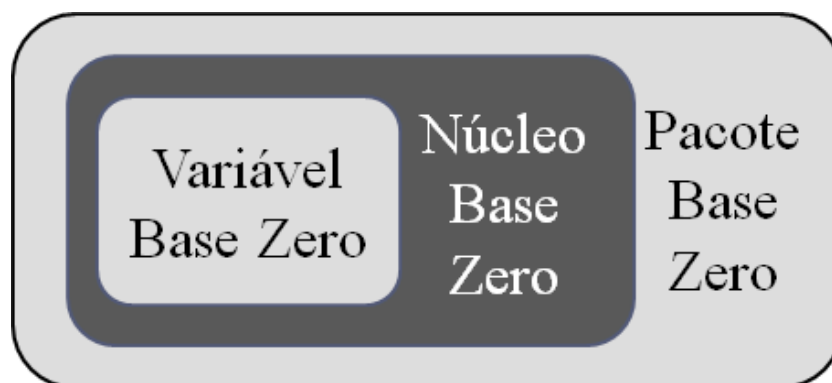 Variável
Base Zero
Núcleo
Base
Zero
Pacote
Base
Zero